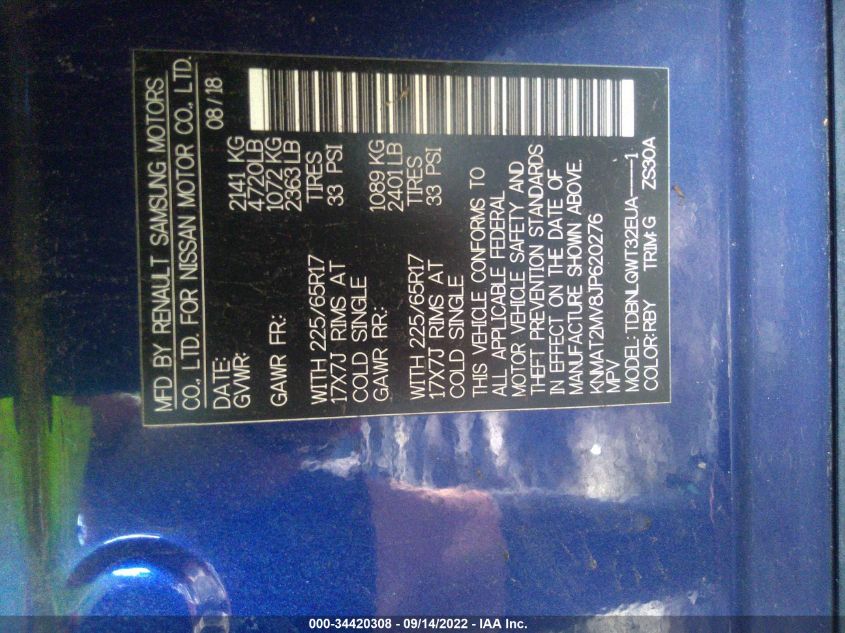 MFD BY RENAULT SAMSUNG MOTORS
CO., LTD. FOR NISSAN MOTOR CO., LTD.
DATE: 08/18
GVWR: 2141 KG
4720LB
GAWR FR: 1072 KG
2363 LB
WITH 225/65R17 TIRES
17X7J RIMS AT 33 PSI
COLD SINGLE
GAWR RR: 1089 KG
2401 LB
WITH 225/65R17 TIRES
17X7J RIMS AT 33 PSI
COLD SINGLE
THIS VEHICLE CONFORMS TO
ALL APPLICABLE FEDERAL
MOTOR VEHICLE SAFETY AND
THEFT PREVENTION STANDARDS
IN EFFECT ON THE DATE OF
MANUFACTURE SHOWN ABOVE.
KNMAT2MV8JP620276
MPV
MODEL: TDBNLGWT32EUA-----1
COLOR:RBY TRIM:G ZS30A
000-34420308 - 09/14/2022 - IAA Inc.